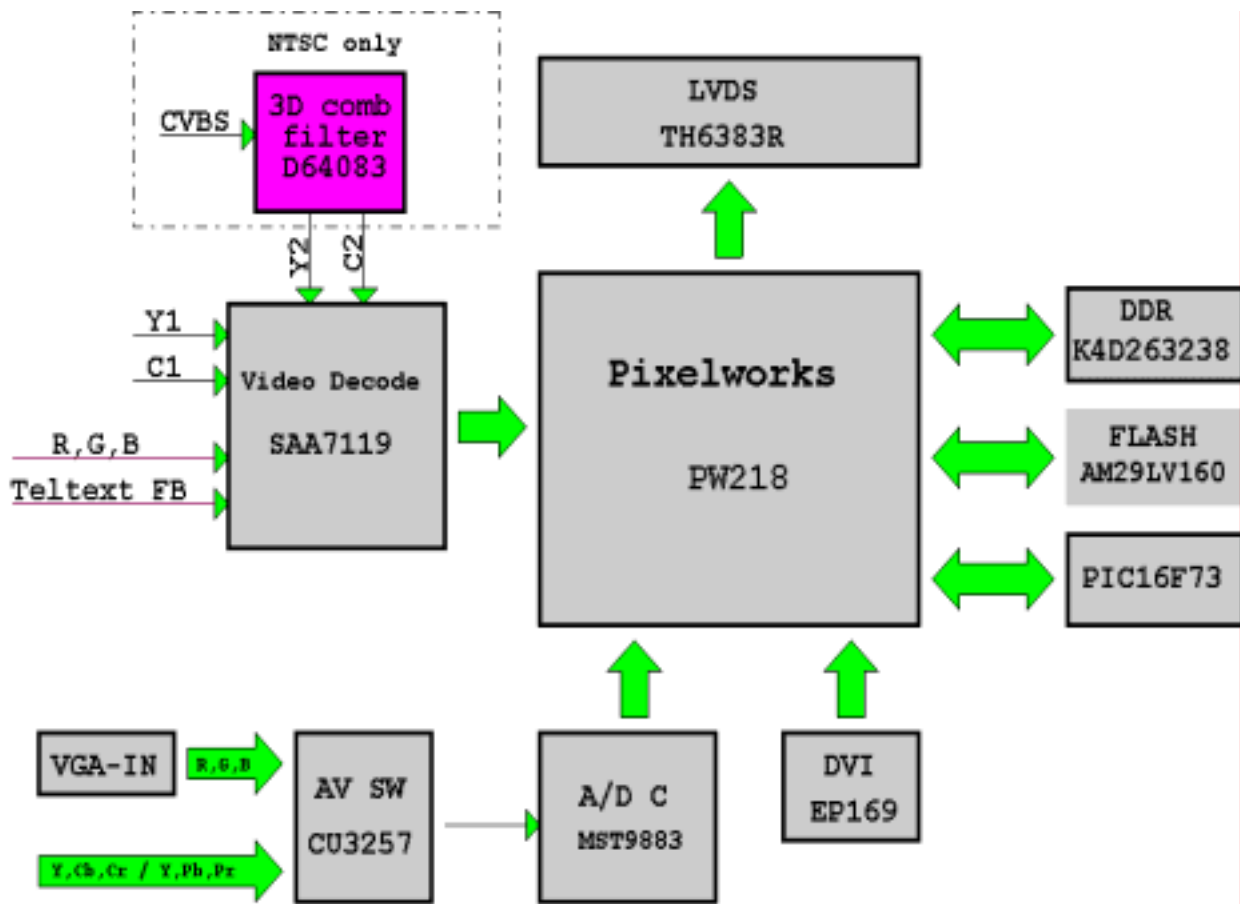 NTSC only
3D comb
filter
D64083
CVBS
LVDS
TH6383R
Y2
C2
Y1
C1
R,G,B
Teltext FB
Video Decode
SAA7119
Pixelworks
PW218
DDR
K4D263238
FLASH
AM29LV160
PIC16F73
VGA-IN
R,G,B
Y,Cb,Cr / Y,Pb,Pr
AV SW
CU3257
A/D C
MST9883
DVI
EP169